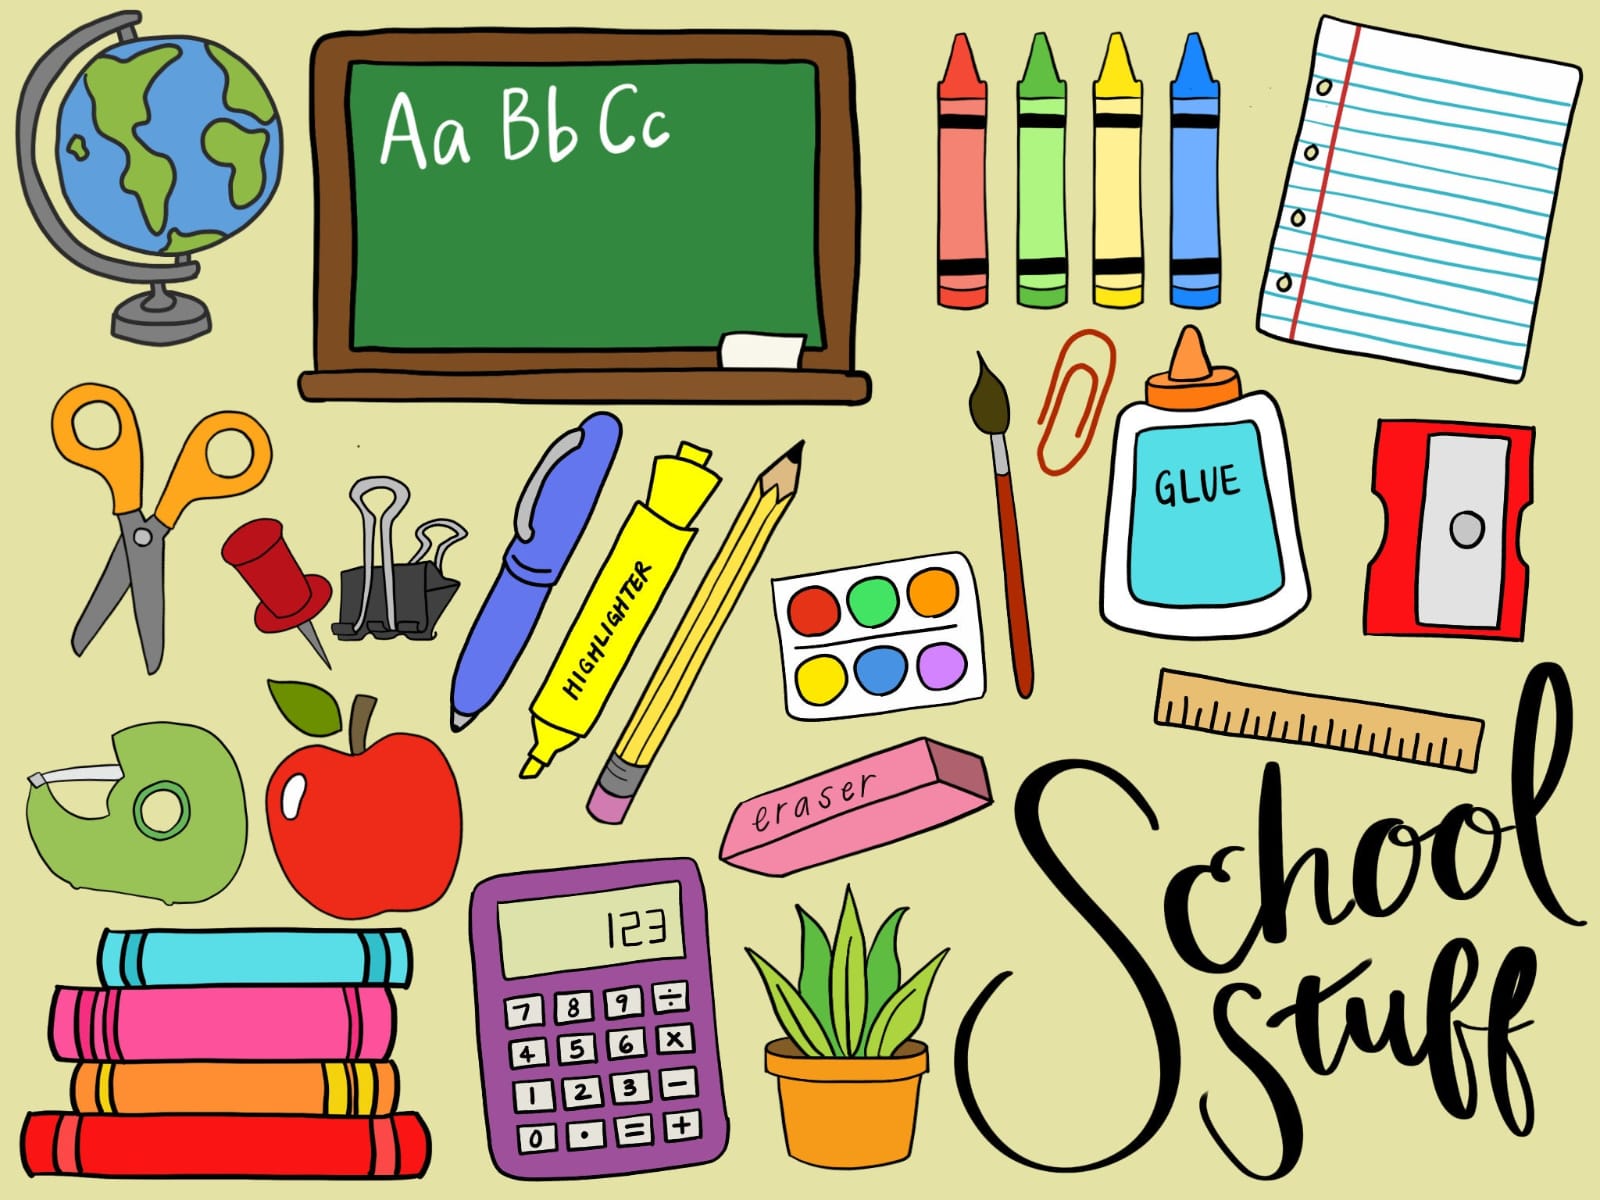 Aa Bb Cc
GLUE
HIGHLIGHTER
eraser
School
stuff
123
7 8 9 ÷
4 5 6 x
1 2 3 -
0 . = +